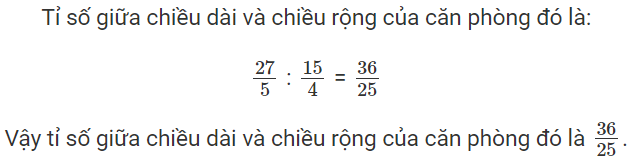 Tỉ số giữa chiều dài và chiều rộng của căn phòng đó là:
27/5 : 15/4 = 36/25
Vậy tỉ số giữa chiều dài và chiều rộng của căn phòng đó là 36/25.